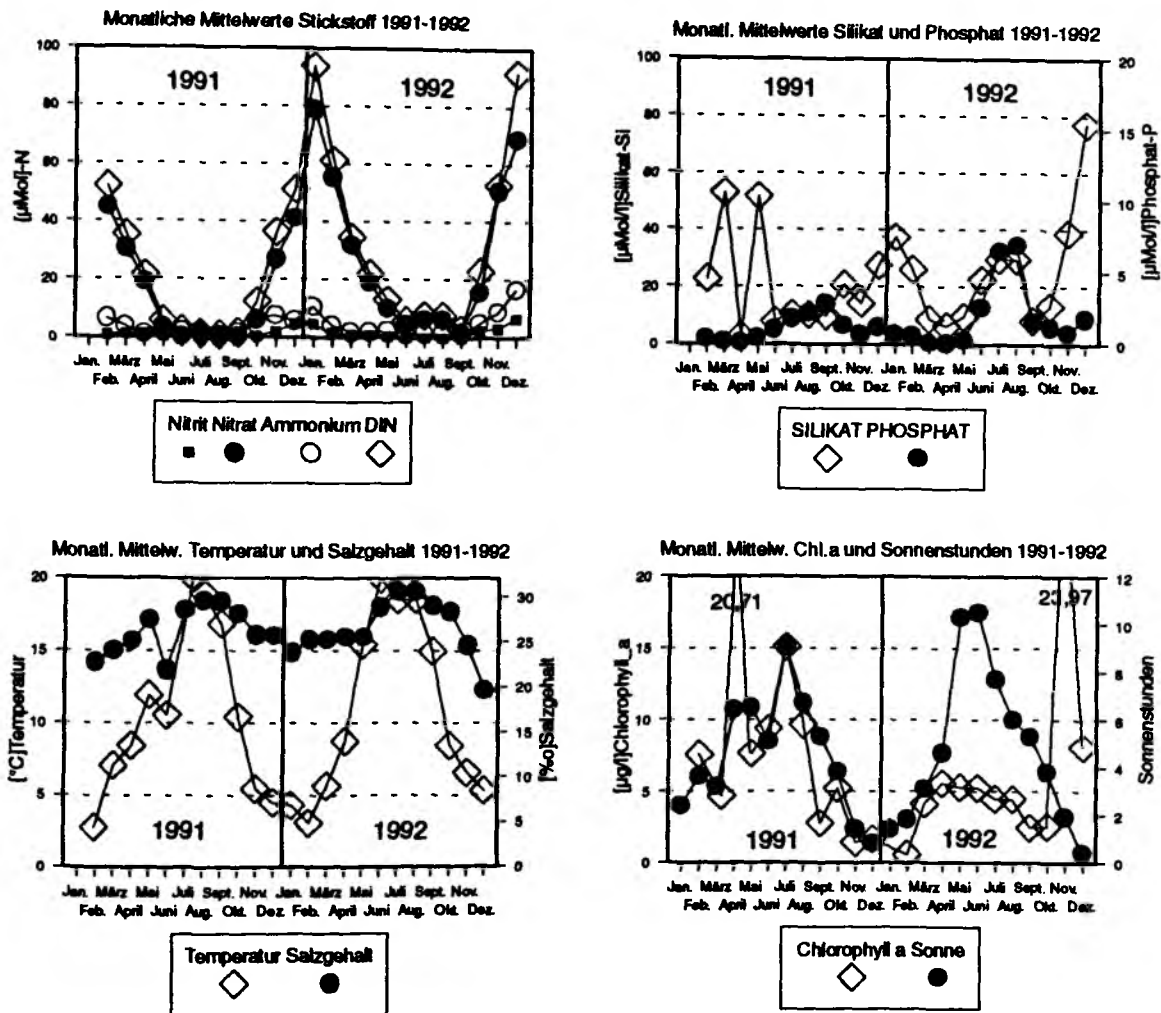 Monatliche Mittelwerte Stickstoff 1991-1992
100
80
60
40
20
0
[µMol/l]-N
1991
1992
Jan. März Mai Juli Sept. Nov. Jan. März Mai Juli Sept. Nov.
Feb. April Juni Aug. Okt. Dez. Feb. April Juni Aug. Okt. Dez.
Nitrit Nitrat Ammonium DIN
Monatl. Mittelwerte Silikat und Phosphat 1991-1992
100
80
60
40
20
0
[µMol/l]Silikat-Si
1991
1992
20
15
10
5
0
[µMol/l]Phosphat-P
Jan. März Mai Juli Sept. Nov. Jan. März Mai Juli Sept. Nov.
Feb. April Juni Aug. Okt. Dez. Feb. April Juni Aug. Okt. Dez.
SILIKAT PHOSPHAT
Monatl. Mittelw. Temperatur und Salzgehalt 1991-1992
20
15
10
5
0
[°C]Temperatur
1991
1992
30
25
20
15
10
5
0
[%o]Salzgehalt
Jan. März Mai Juli Sept. Nov. Jan. März Mai Juli Sept. Nov.
Feb. April Juni Aug. Okt. Dez. Feb. April Juni Aug. Okt. Dez.
Temperatur Salzgehalt
Monatl. Mittelw. Chl.a und Sonnenstunden 1991-1992
20
15
10
5
0
[µg/l]Chlorophyll_a
20,71
23,97
1991
1992
12
10
8
6
4
2
0
Sonnenstunden
Jan. März Mai Juli Sept. Nov. Jan. März Mai Juli Sept. Nov.
Feb. April Juni Aug. Okt. Dez. Feb. April Juni Aug. Okt. Dez.
Chlorophyll a Sonne